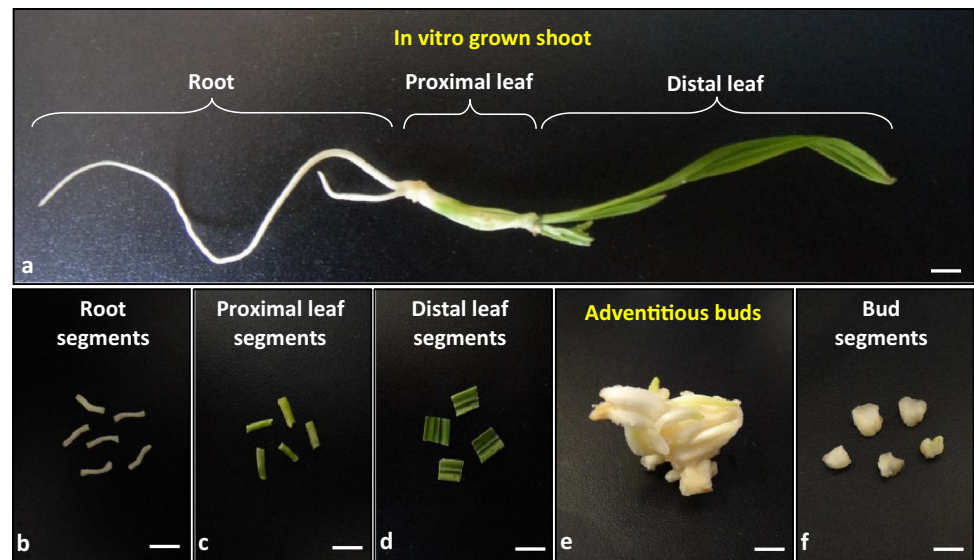 In vitro grown shoot
Root
Proximal leaf
Distal leaf
a
Root
segments
b
Proximal leaf
segments
c
Distal leaf
segments
d
Adventitious buds
e
Bud
segments
f